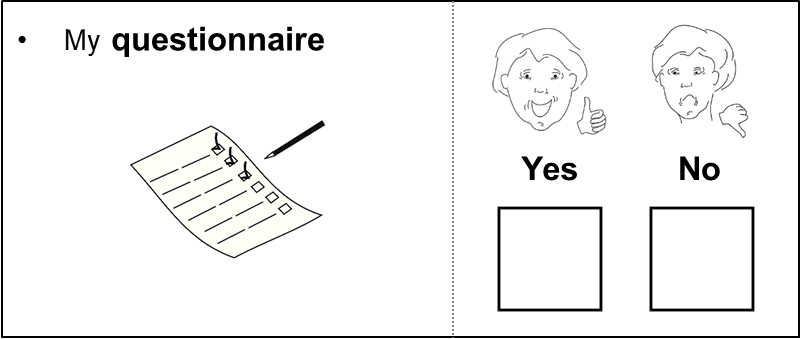 • My questionnaire
Yes No